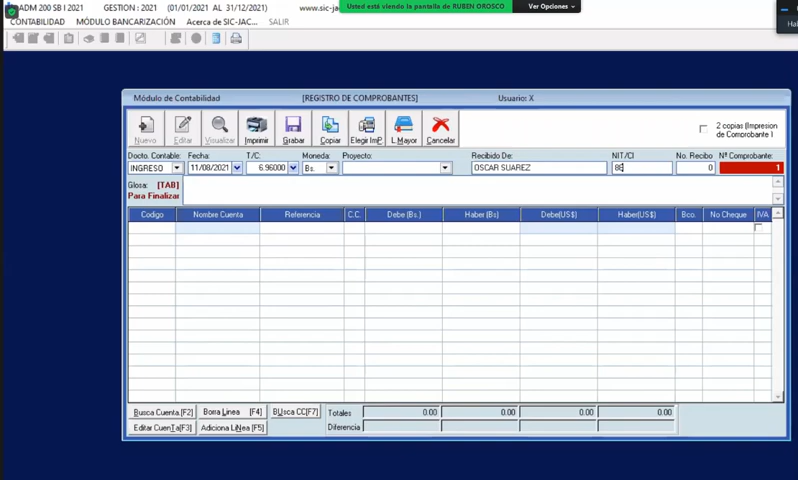 ADM 200 SB I 2021 GESTION : 2021 (01/01/2021 AL 31/12/2021) www.sic-jac
Usted está viendo la pantalla de RUBEN OROSCO Ver Opciones
CONTABILIDAD MÓDULO BANCARIZACIÓN Acerca de SIC-JAC... SALIR
Hal
Módulo de Contabilidad [REGISTRO DE COMPROBANTES] Usuario: X
Nuevo Editar Visualizar Imprimir Grabar Copiar Elegir ImP. L.Mayor Cancelar
2 copias (Impresion de Comprobante I
Docto. Contable: Fecha: T/C: Moneda: Proyecto: Recibido De: NIT/CI No. Recibo Nº Comprobante:
INGRESO 11/08/2021 6.96000 Bs. OSCAR SUAREZ 0 1
Glosa: [TAB]
Para Finalizar
Codigo Nombre Cuenta Referencia C.C. Debe (Bs.) Haber (Bs) Debe(US$) Haber(US$) Bco. No Cheque IVA
Busca Cuenta.[F2] Borra Linea [F4] BUsca CC[F7] Totales 0.00 0.00 0.00 0.00
Editar CuenTa[F3] Adiciona LíNea [F5] Diferencia